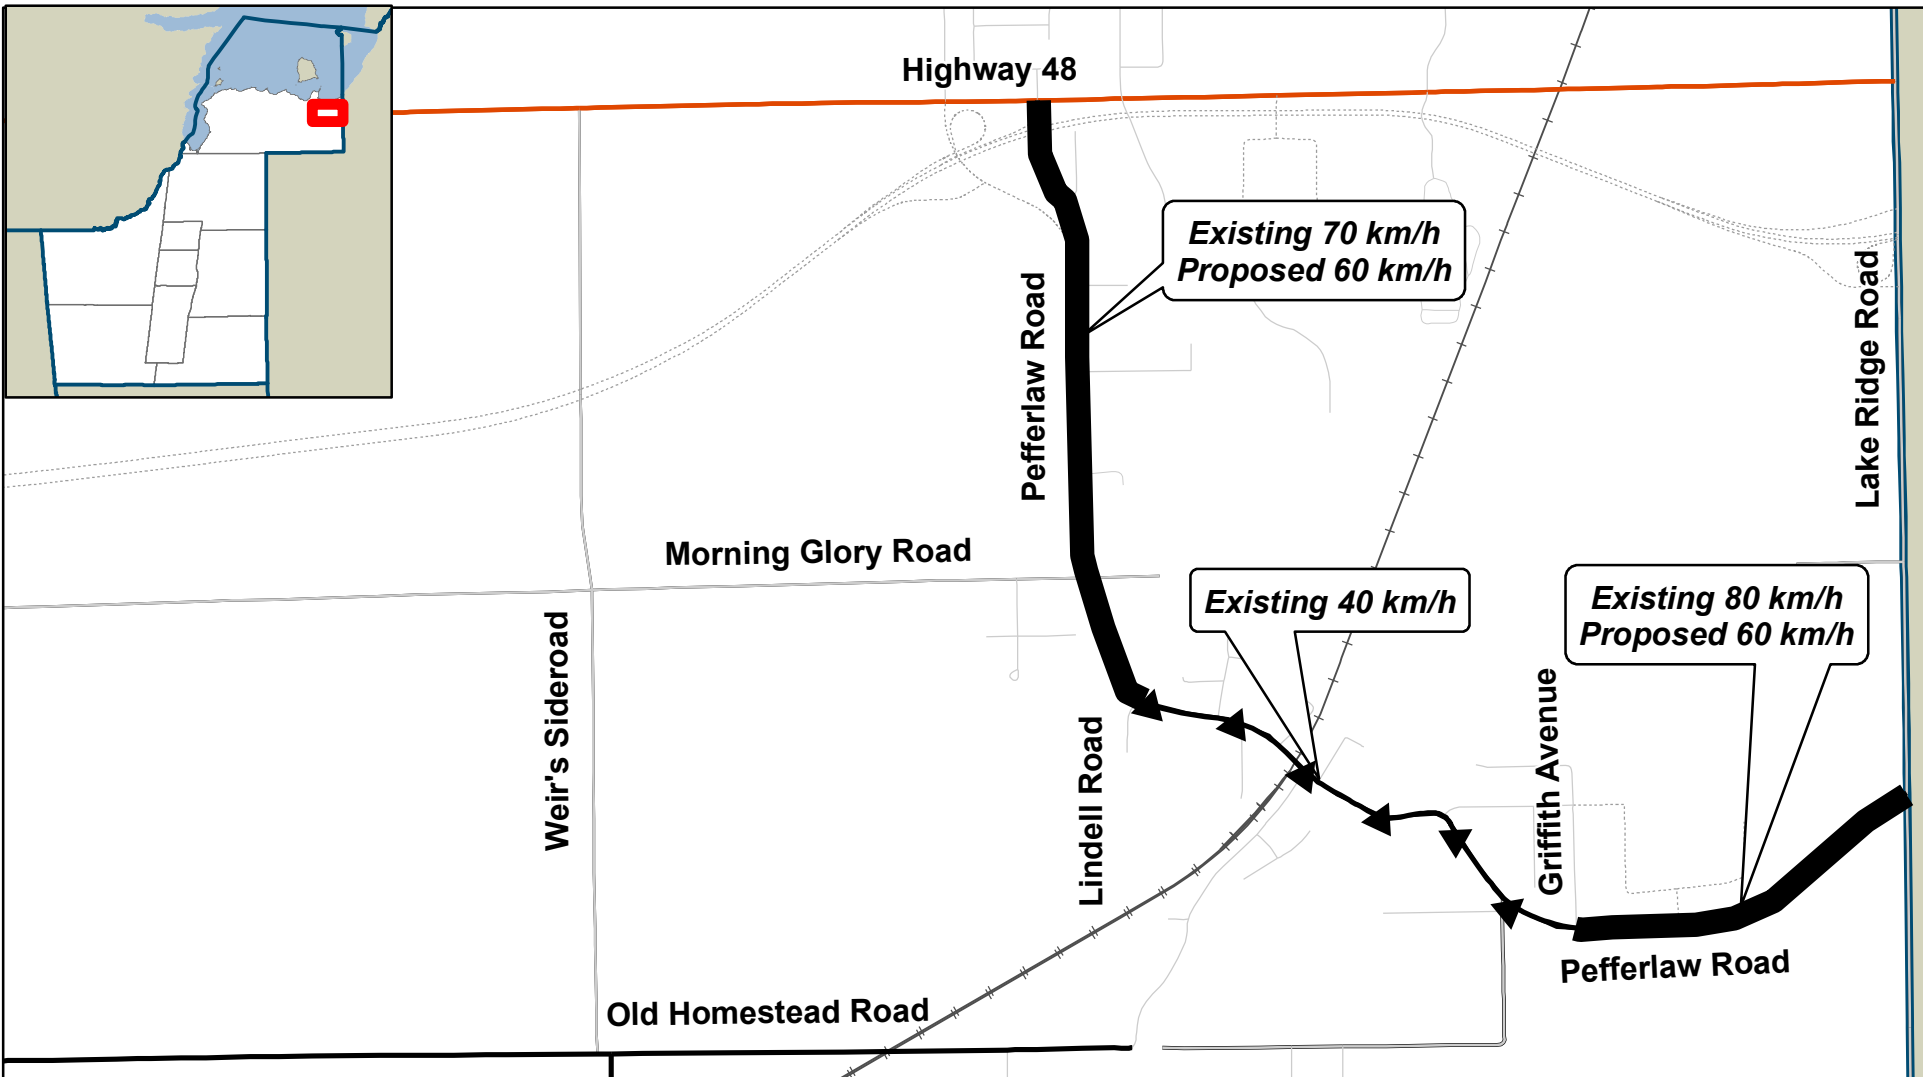 Highway 48
Existing 70 km/h
Proposed 60 km/h
Pefferlaw Road
Lake Ridge Road
Morning Glory Road
Existing 40 km/h
Existing 80 km/h
Proposed 60 km/h
Weir's Sideroad
Lindell Road
Griffith Avenue
Pefferlaw Road
Old Homestead Road